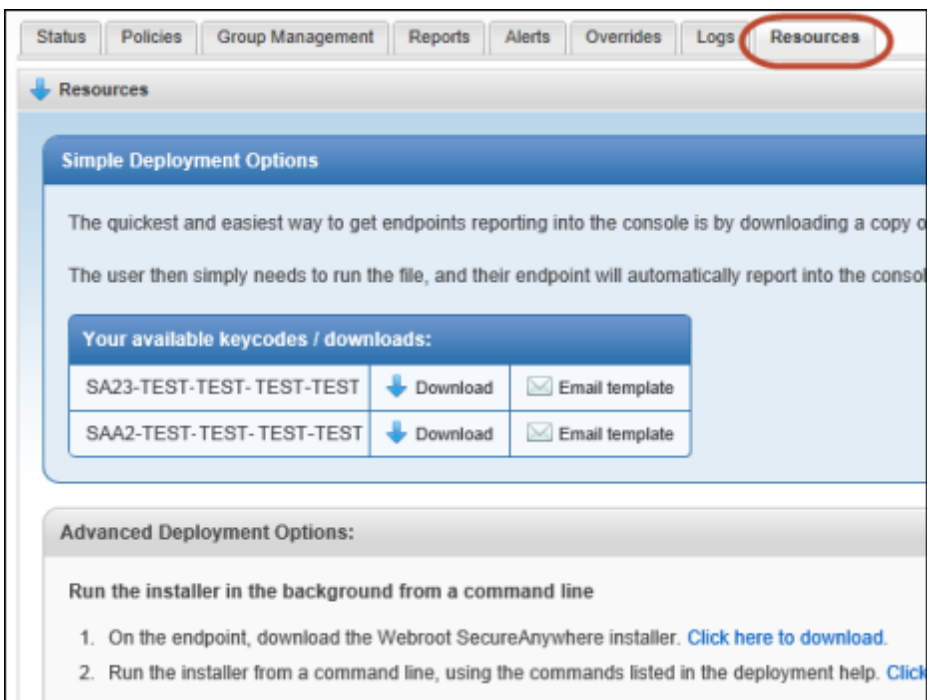 Status Policies Group Management Reports Alerts Overrides Logs Resources
Resources
Simple Deployment Options
The quickest and easiest way to get endpoints reporting into the console is by downloading a copy o
The user then simply needs to run the file, and their endpoint will automatically report into the consol
Your available keycodes / downloads:
SA23-TEST-TEST- TEST-TEST Download Email template
SAA2-TEST-TEST- TEST-TEST Download Email template
Advanced Deployment Options:
Run the installer in the background from a command line
1. On the endpoint, download the Webroot SecureAnywhere installer. Click here to download.
2. Run the installer from a command line, using the commands listed in the deployment help. Click